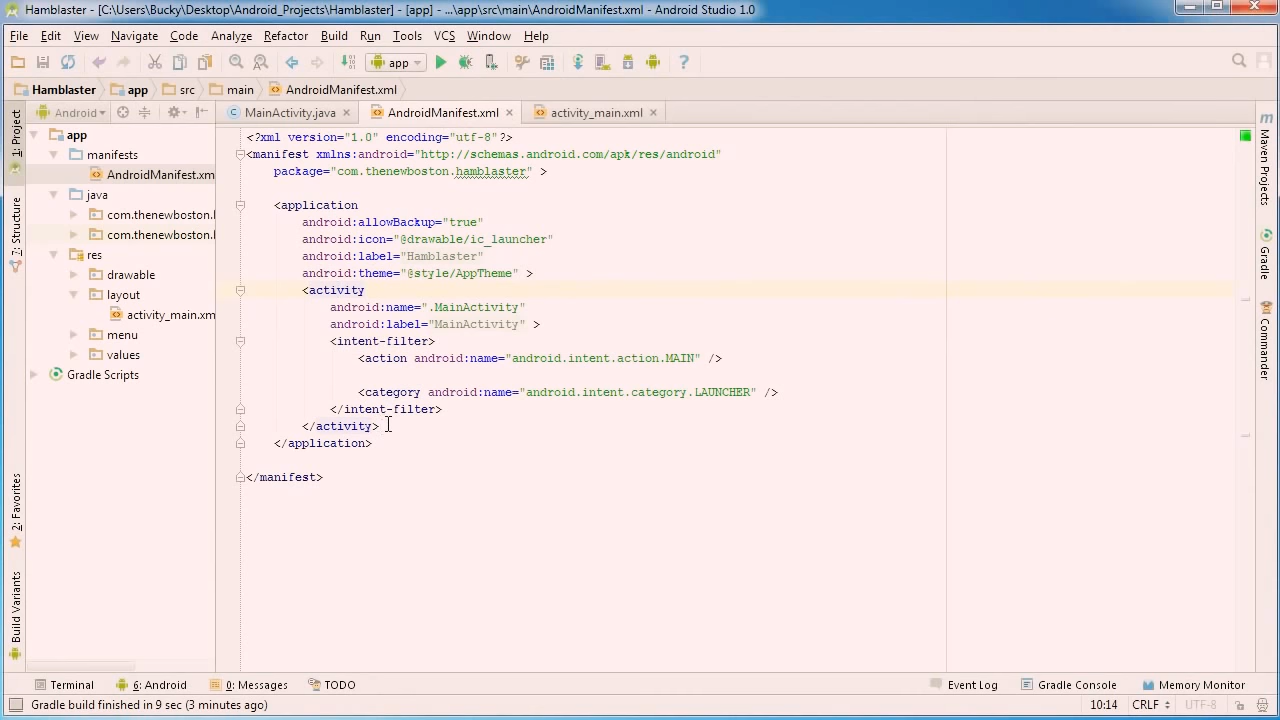 Hamblaster - [C:\Users\Bucky\Desktop\Android_Projects\Hamblaster] - [app] - ...\app\src\main\AndroidManifest.xml - Android Studio 1.0
File Edit View Navigate Code Analyze Refactor Build Run Tools VCS Window Help
app
Hamblaster app src main AndroidManifest.xml
Android MainActivity.java AndroidManifest.xml activity_main.xml
1: Project
7: Structure
2: Favorites
Build Variants
app
manifests
AndroidManifest.xm
java
com.thenewboston.
com.thenewboston.
res
drawable
layout
activity_main.xm
menu
values
Gradle Scripts
<?xml version="1.0" encoding="utf-8"?>
<manifest xmlns:android="http://schemas.android.com/apk/res/android"
package="com.thenewboston.hamblaster" >
<application
android:allowBackup="true"
android:icon="@drawable/ic_launcher"
android:label="Hamblaster"
android:theme="@style/AppTheme" >
<activity
android:name=".MainActivity"
android:label="MainActivity" >
<intent-filter>
<action android:name="android.intent.action.MAIN" />
<category android:name="android.intent.category.LAUNCHER" />
</intent-filter>
</activity>
</application>
</manifest>
Maven Projects
Gradle
Commander
Terminal 6: Android 0: Messages TODO Event Log Gradle Console Memory Monitor
Gradle build finished in 9 sec (3 minutes ago) 10:14 CRLF UTF-8